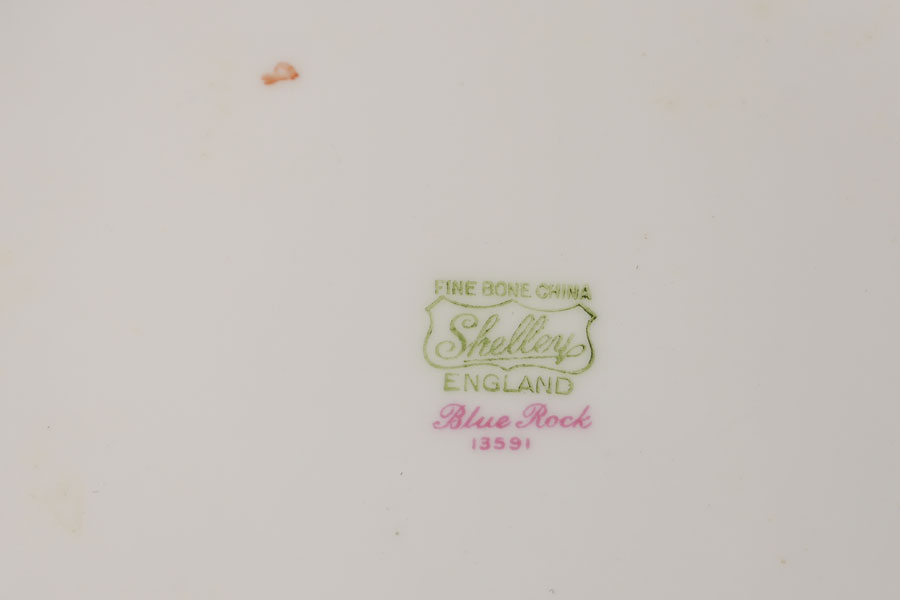 FINE BONE CHINA
Shelley
ENGLAND
Blue Rock
13591